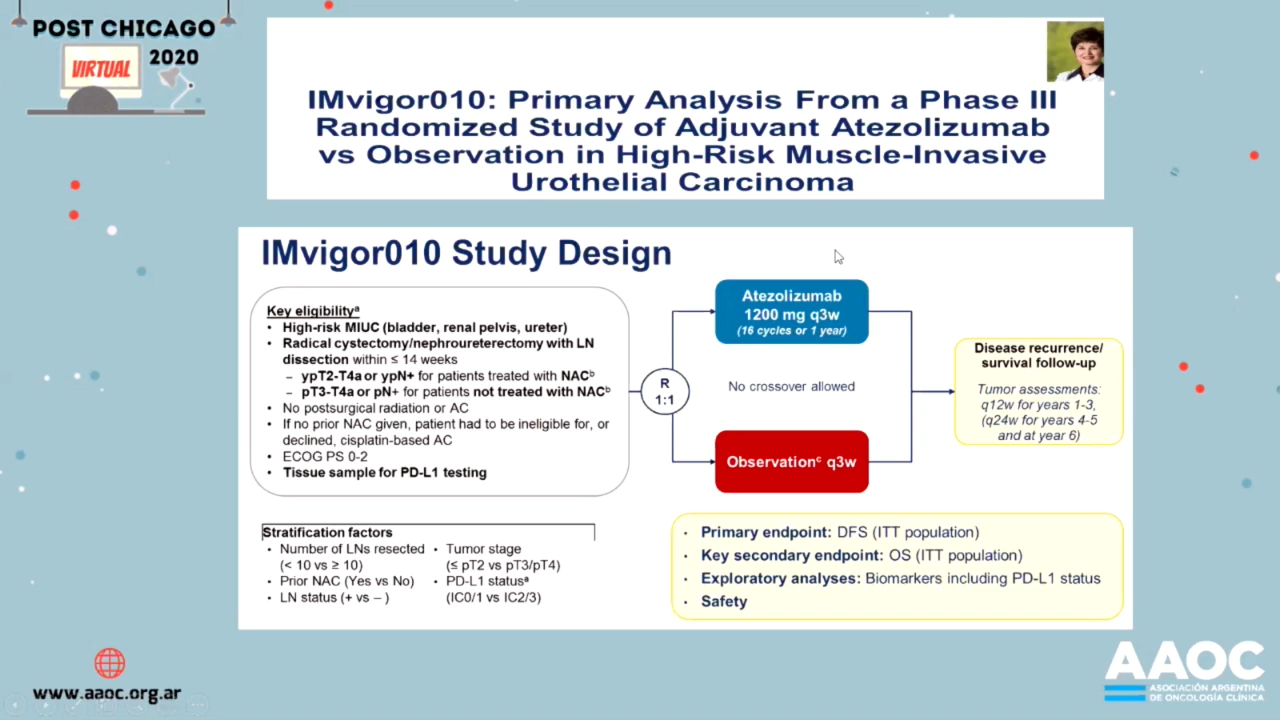 POST CHICAGO
2020
VIRTUAL
IMvigor010: Primary Analysis From a Phase III
Randomized Study of Adjuvant Atezolizumab
vs Observation in High-Risk Muscle-Invasive
Urothelial Carcinoma
IMvigor010 Study Design
Key eligibilityᵃ
• High-risk MIUC (bladder, renal pelvis, ureter)
• Radical cystectomy/nephroureterectomy with LN
dissection within ≤ 14 weeks
– ypT2-T4a or ypN+ for patients treated with NACᵇ
– pT3-T4a or pN+ for patients not treated with NACᵇ
• No postsurgical radiation or AC
• If no prior NAC given, patient had to be ineligible for, or
declined, cisplatin-based AC
• ECOG PS 0-2
• Tissue sample for PD-L1 testing
R
1:1
Atezolizumab
1200 mg q3w
(16 cycles or 1 year)
No crossover allowed
Observationᶜ q3w
Disease recurrence/
survival follow-up
Tumor assessments:
q12w for years 1-3,
(q24w for years 4-5
and at year 6)
Stratification factors
• Number of LNs resected
(< 10 vs ≥ 10)
• Prior NAC (Yes vs No)
• LN status (+ vs – )
• Tumor stage
(≤ pT2 vs pT3/pT4)
• PD-L1 statusᵃ
(IC0/1 vs IC2/3)
• Primary endpoint: DFS (ITT population)
• Key secondary endpoint: OS (ITT population)
• Exploratory analyses: Biomarkers including PD-L1 status
• Safety
www.aaoc.org.ar
AAOC
ASOCIACIÓN ARGENTINA
DE ONCOLOGÍA CLÍNICA